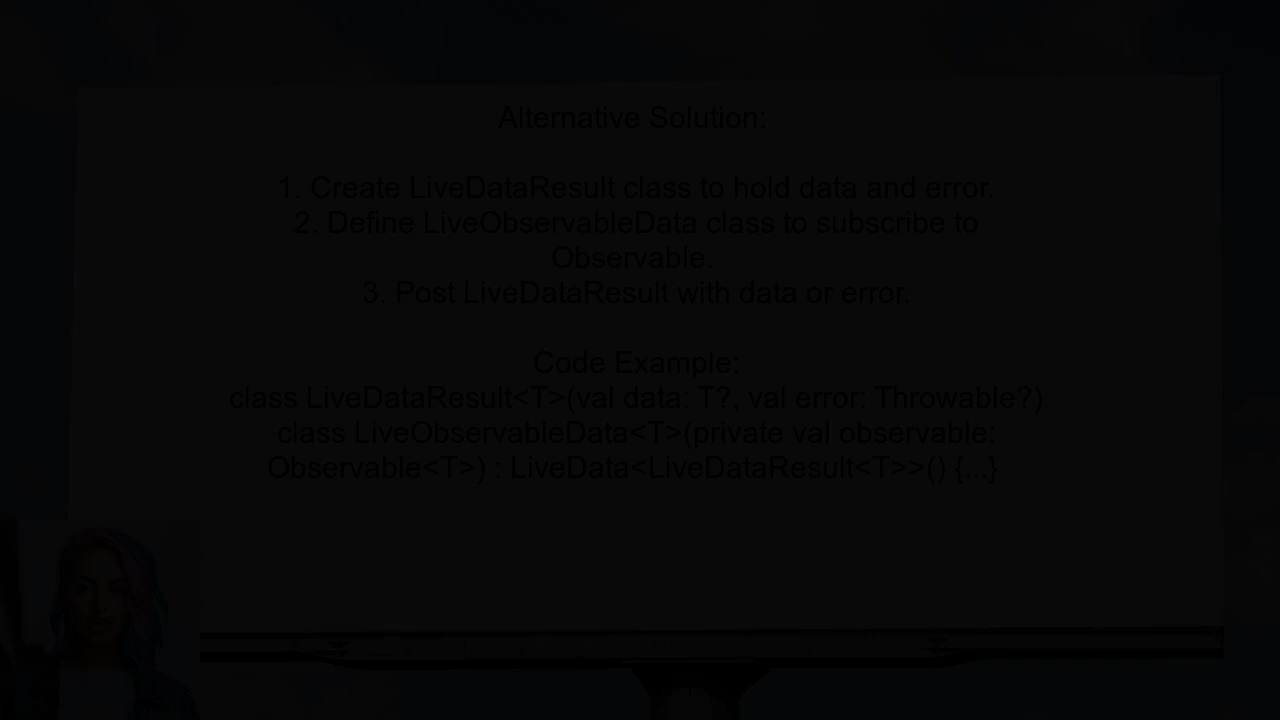 Alternative Solution:
1. Create LiveDataResult class to hold data and error.
2. Define LiveObservableData class to subscribe to
Observable.
3. Post LiveDataResult with data or error.
Code Example:
class LiveDataResult<T>(val data: T?, val error: Throwable?)
class LiveObservableData<T>(private val observable:
Observable<T>) : LiveData<LiveDataResult<T>>() {...}